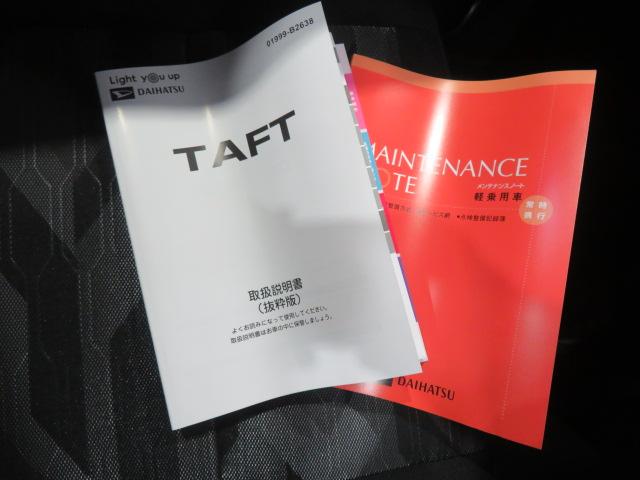 01999-B2638
Light you up
DAIHATSU
TAFT
取扱説明書
（抜粋版）
よくお読みになって使用してください。
取扱説明書はお車の中に保管しましょう。
MAINTENANCE
NOTE
メンテナンスノート
軽乗用車
常時
携行
•点検整備記録簿
DAIHATSU